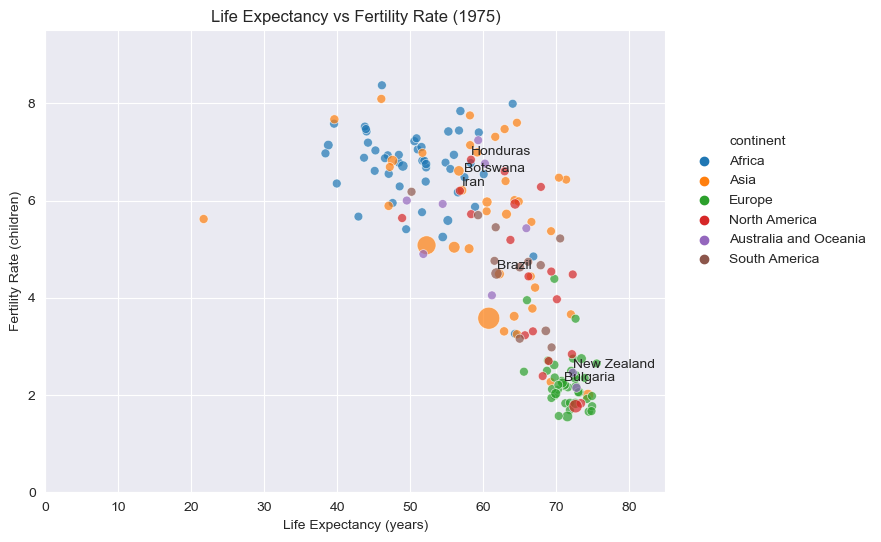 Life Expectancy vs Fertility Rate (1975)
Fertility Rate (children)
8
6
4
2
0
Honduras
Botswana
Iran
Brazil
New Zealand
Bulgaria
0 10 20 30 40 50 60 70 80
Life Expectancy (years)
continent
Africa
Asia
Europe
North America
Australia and Oceania
South America